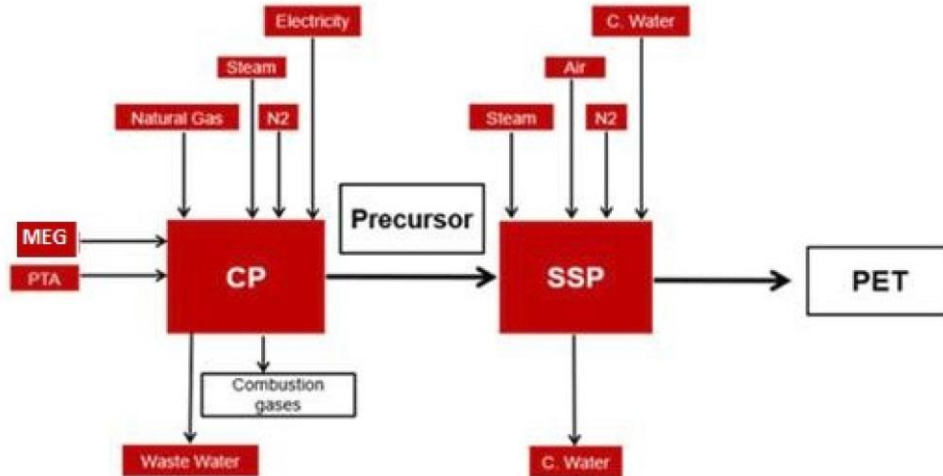 Electricity
C. Water
Steam
Air
Natural Gas
N2
Steam
N2
Precursor
MEG
PTA
CP
SSP
PET
Combustion
gases
Waste Water
C. Water